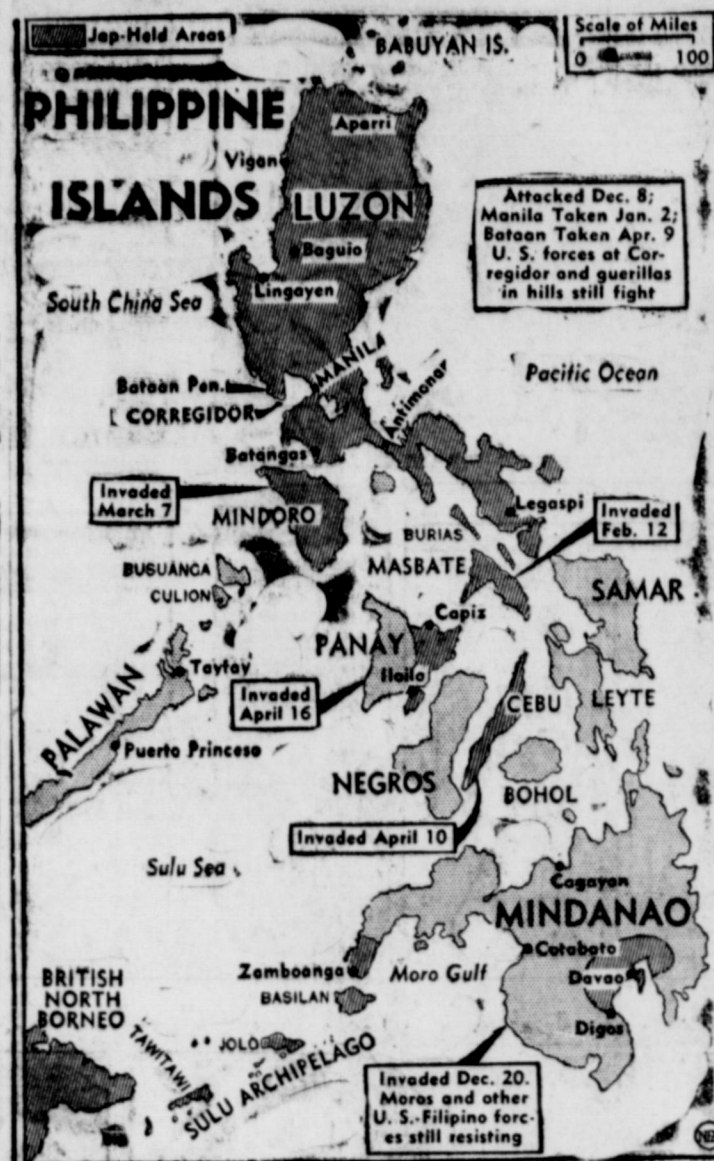 Jap-Held Areas
BABUYAN IS.
Scale of Miles
0 100
PHILIPPINE
ISLANDS
Aparri
Vigan
LUZON
Attacked Dec. 8;
Manila Taken Jan. 2;
Bataan Taken Apr. 9
U. S. forces at Cor-
regidor and guerillas
in hills still fight
Baguio
Lingayen
South China Sea
MANILA
Pacific Ocean
Bataan Pen.
CORREGIDOR
Antimonan
Batangas
Invaded
March 7
MINDORO
Legaspi
Invaded
Feb. 12
BURIAS
MASBATE
BUSUANGA
CULION
SAMAR
Capiz
PANAY
Taytay
Iloilo
PALAWAN
Invaded
April 16
CEBU
LEYTE
Puerto Princesa
NEGROS
BOHOL
Invaded April 10
Sulu Sea
Cagayan
MINDANAO
Cotabato
Zamboanga
Moro Gulf
Davao
BASILAN
BRITISH
NORTH
BORNEO
Digos
TAWITAWI
JOLO
SULU ARCHIPELAGO
Invaded Dec. 20.
Moros and other
U. S.-Filipino forc-
es still resisting